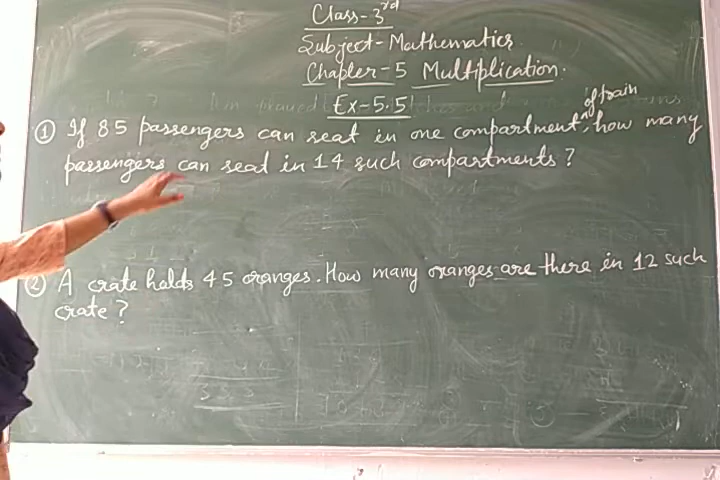 Class-3rd
Subject-Mathematics
Chapter-5 Multiplication.
Ex-5.5
① If 85 passengers can seat in one compartment of train, how many
passengers can seat in 14 such compartments?
② A crate holds 45 oranges. How many oranges are there in 12 such
crate?